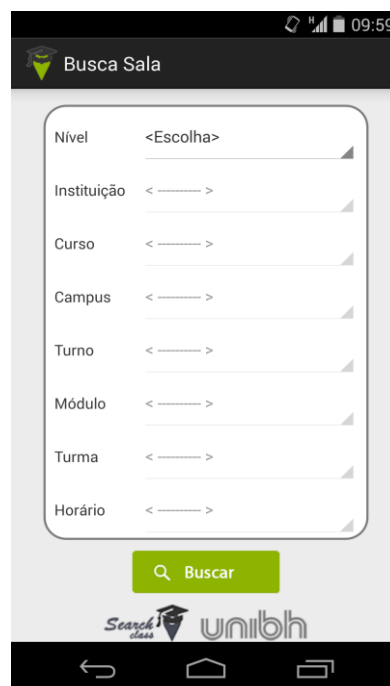 H 09:59
Busca Sala
Nível <Escolha>
Instituição < ---------- >
Curso < ---------- >
Campus < ---------- >
Turno < ---------- >
Módulo < ---------- >
Turma < ---------- >
Horário < ---------- >
Buscar
Search class unibh